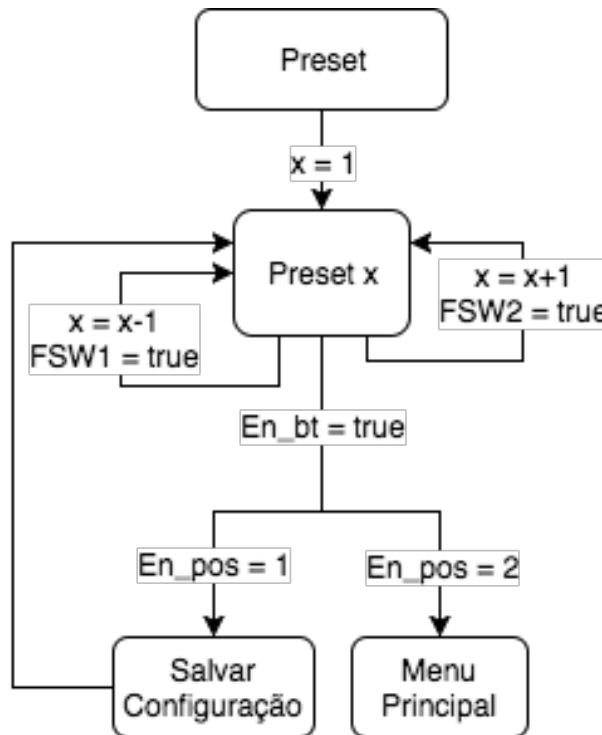 Preset
x = 1
Preset x
x = x-1
FSW1 = true
x = x+1
FSW2 = true
En_bt = true
En_pos = 1
En_pos = 2
Salvar
Configuração
Menu
Principal